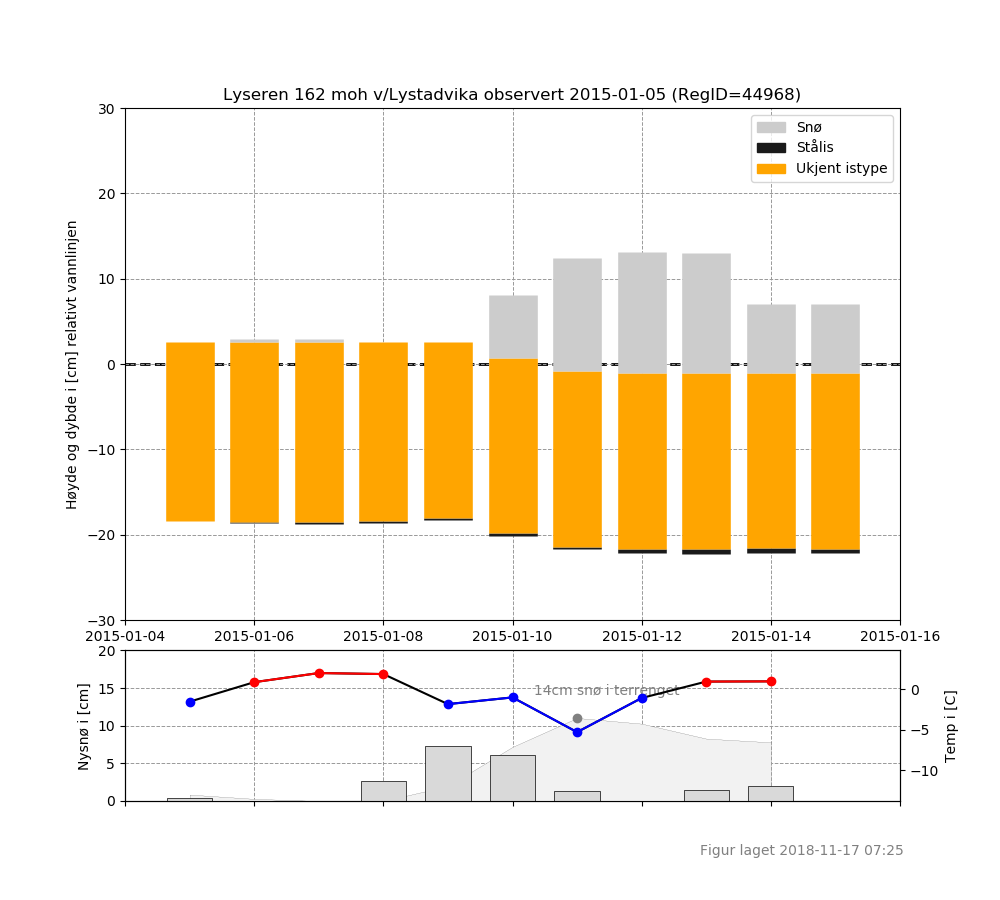 Lyseren 162 moh v/Lystadvika observert 2015-01-05 (RegID=44968)
Høyde og dybde i [cm] relativt vannlinjen
30
20
10
0
−10
−20
−30
Snø
Stålis
Ukjent istype
2015-01-04
2015-01-06
2015-01-08
2015-01-10
2015-01-12
2015-01-14
2015-01-16
Nysnø i [cm]
20
15
10
5
0
14cm snø i terrenget
0
−5
−10
Temp i [C]
Figur laget 2018-11-17 07:25